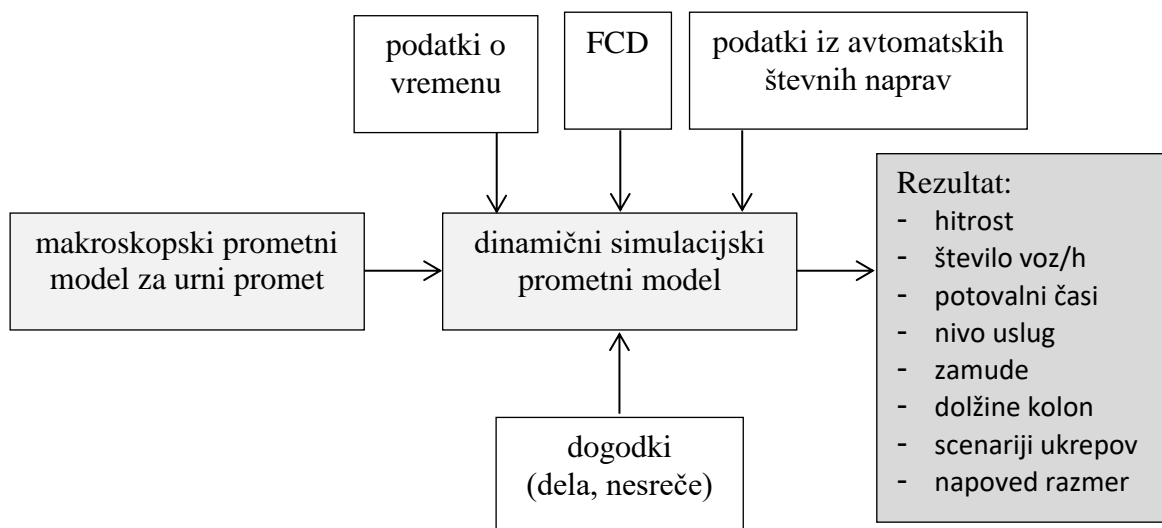 podatki o
vremenu
FCD
podatki iz avtomatskih
števnih naprav
makroskopski prometni
model za urni promet
dinamični simulacijski
prometni model
Rezultat:
- hitrost
- število voz/h
- potovalni časi
- nivo uslug
- zamude
- dolžine kolon
- scenariji ukrepov
- napoved razmer
dogodki
(dela, nesreče)